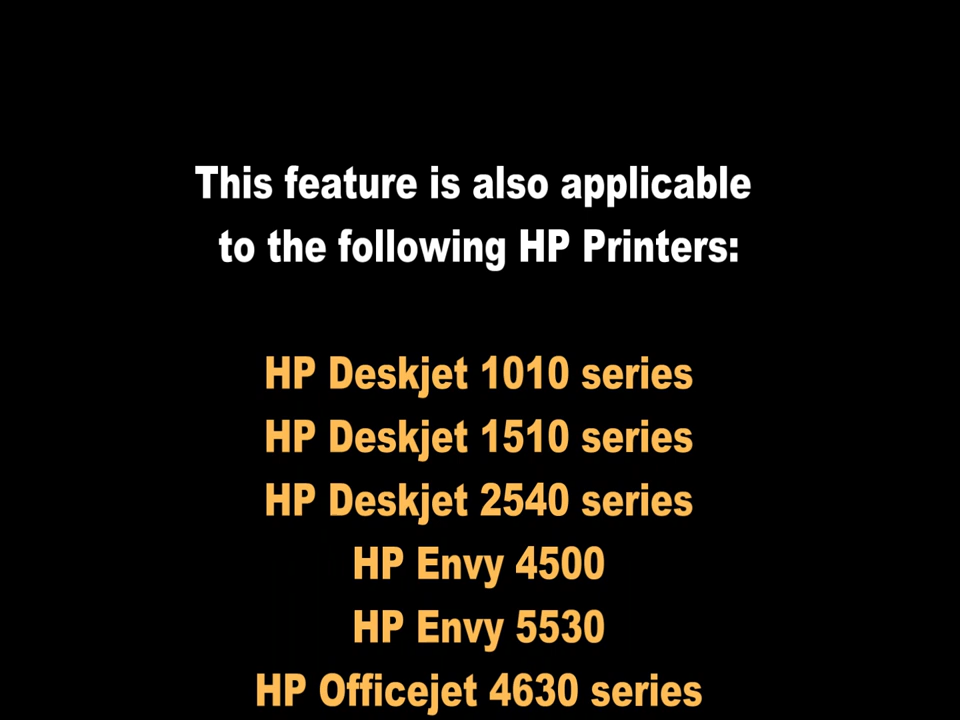 This feature is also applicable
to the following HP Printers:
HP Deskjet 1010 series
HP Deskjet 1510 series
HP Deskjet 2540 series
HP Envy 4500
HP Envy 5530
HP Officejet 4630 series